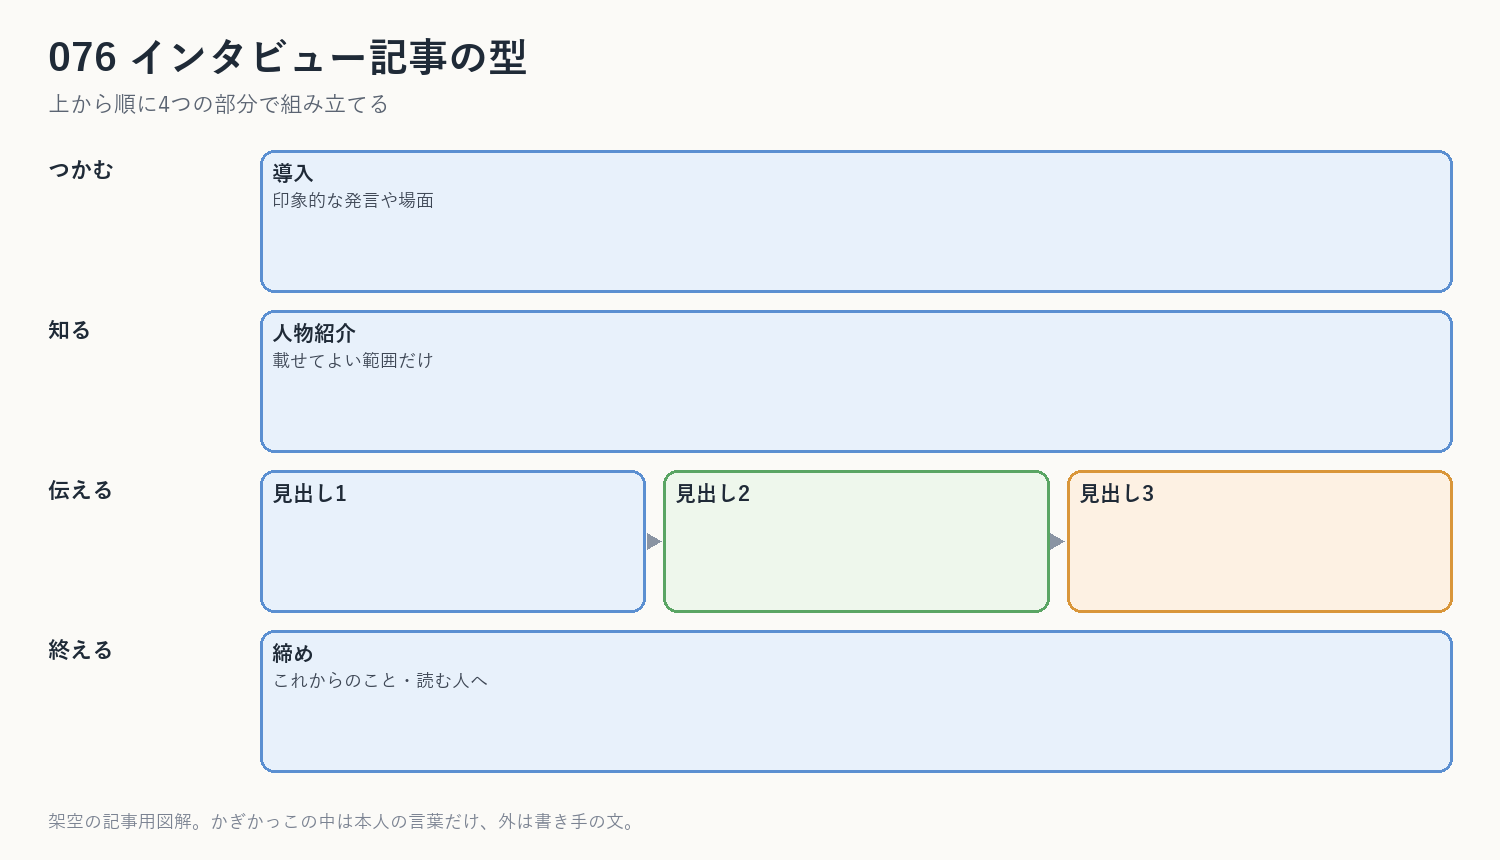 076 インタビュー記事の型
上から順に4つの部分で組み立てる
つかむ
導入
印象的な発言や場面
知る
人物紹介
載せてよい範囲だけ
伝える
見出し1
見出し2
見出し3
終える
締め
これからのこと・読む人へ
架空の記事用図解。かぎかっこの中は本人の言葉だけ、外は書き手の文。